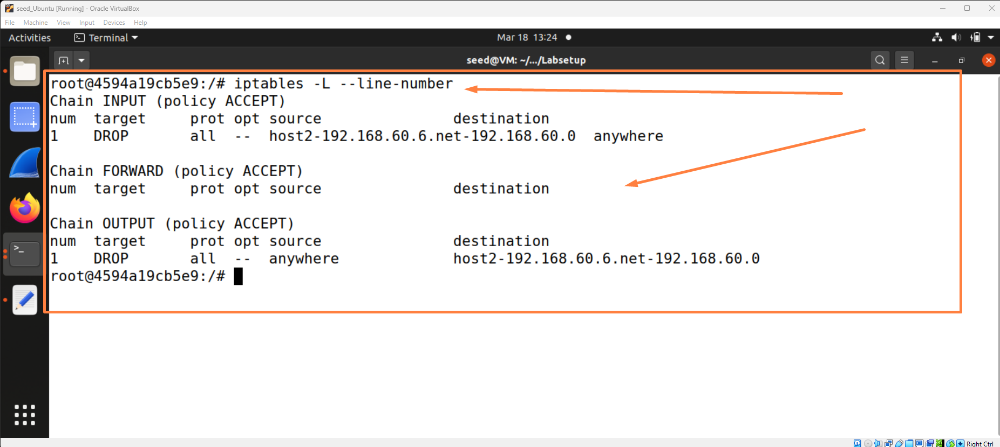 seed_Ubuntu [Running] - Oracle VirtualBox
File Machine View Input Devices Help
Activities Terminal Mar 18 13:24
seed@VM: ~/.../Labsetup
root@4594a19cb5e9:/# iptables -L --line-number
Chain INPUT (policy ACCEPT)
num target prot opt source destination
1 DROP all -- host2-192.168.60.6.net-192.168.60.0 anywhere
Chain FORWARD (policy ACCEPT)
num target prot opt source destination
Chain OUTPUT (policy ACCEPT)
num target prot opt source destination
1 DROP all -- anywhere host2-192.168.60.6.net-192.168.60.0
root@4594a19cb5e9:/#
Right Ctrl